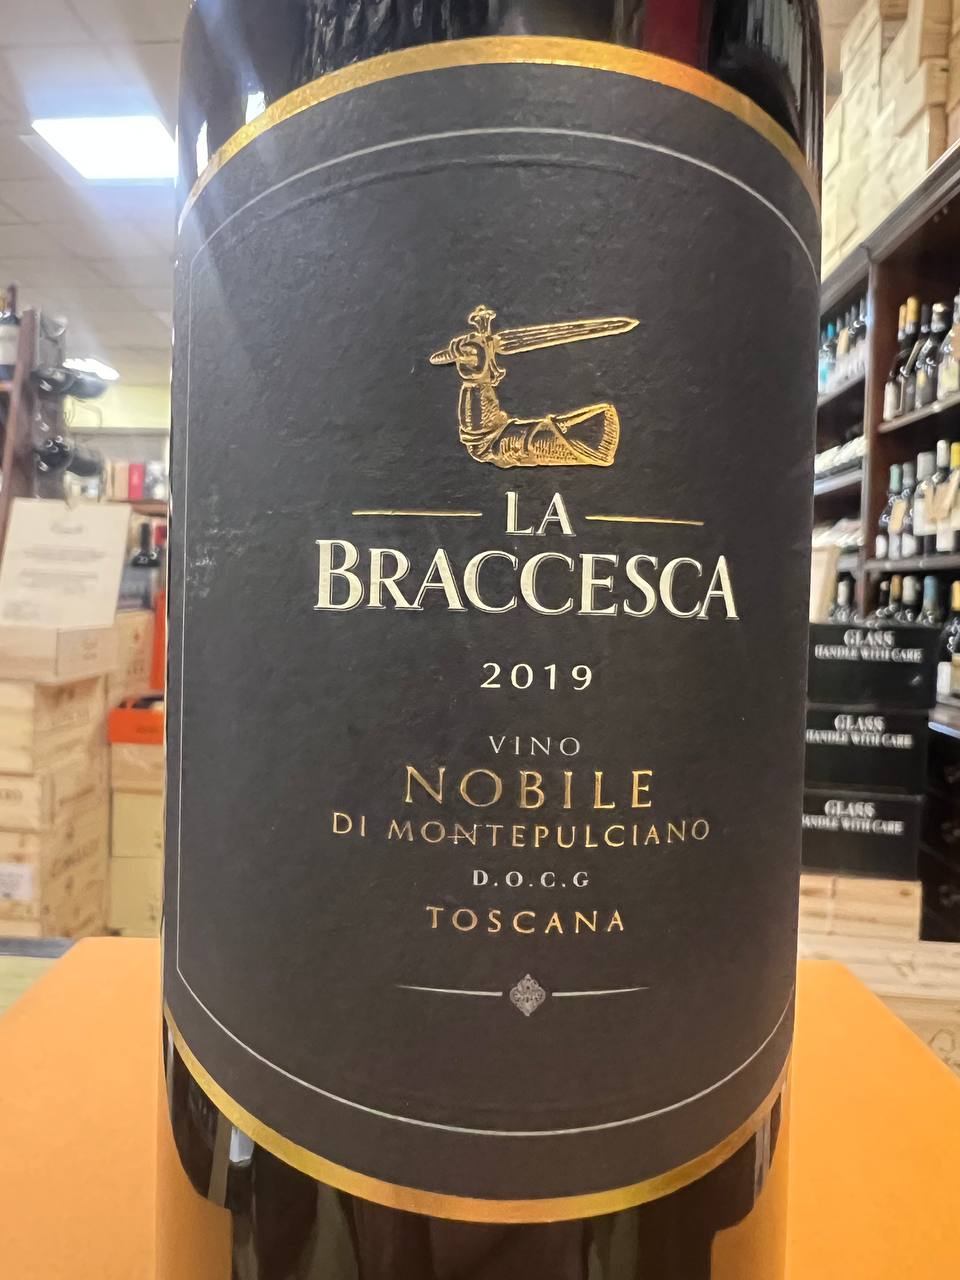 LA
BRACCESCA
2019
VINO
NOBILE
DI MONTEPULCIANO
D.O.C.G
TOSCANA
GLASS
HANDLE WITH CARE
GLASS
HANDLE WITH CARE
GLASS
HANDLE WITH CARE